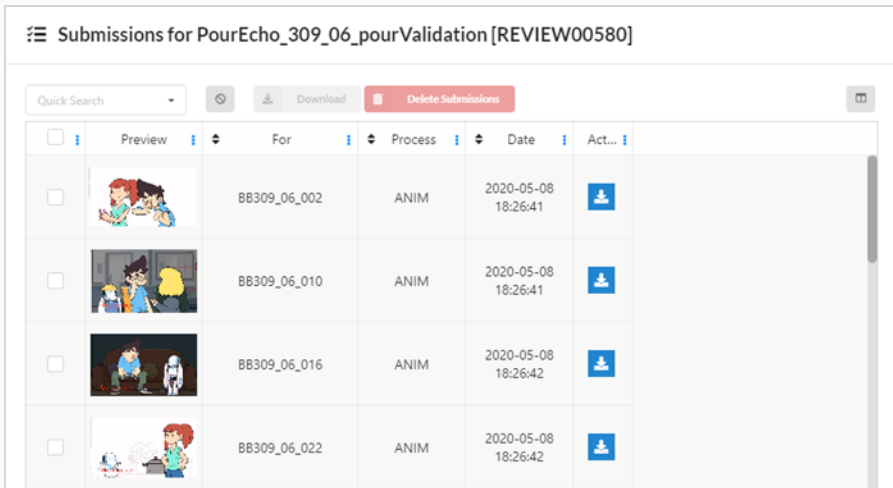 Submissions for PourEcho_309_06_pourValidation [REVIEW00580]
Quick Search
Download
Delete Submissions
Preview For Process Date Act...
BB309_06_002 ANIM 2020-05-08
18:26:41
BB309_06_010 ANIM 2020-05-08
18:26:41
BB309_06_016 ANIM 2020-05-08
18:26:42
BB309_06_022 ANIM 2020-05-08
18:26:42